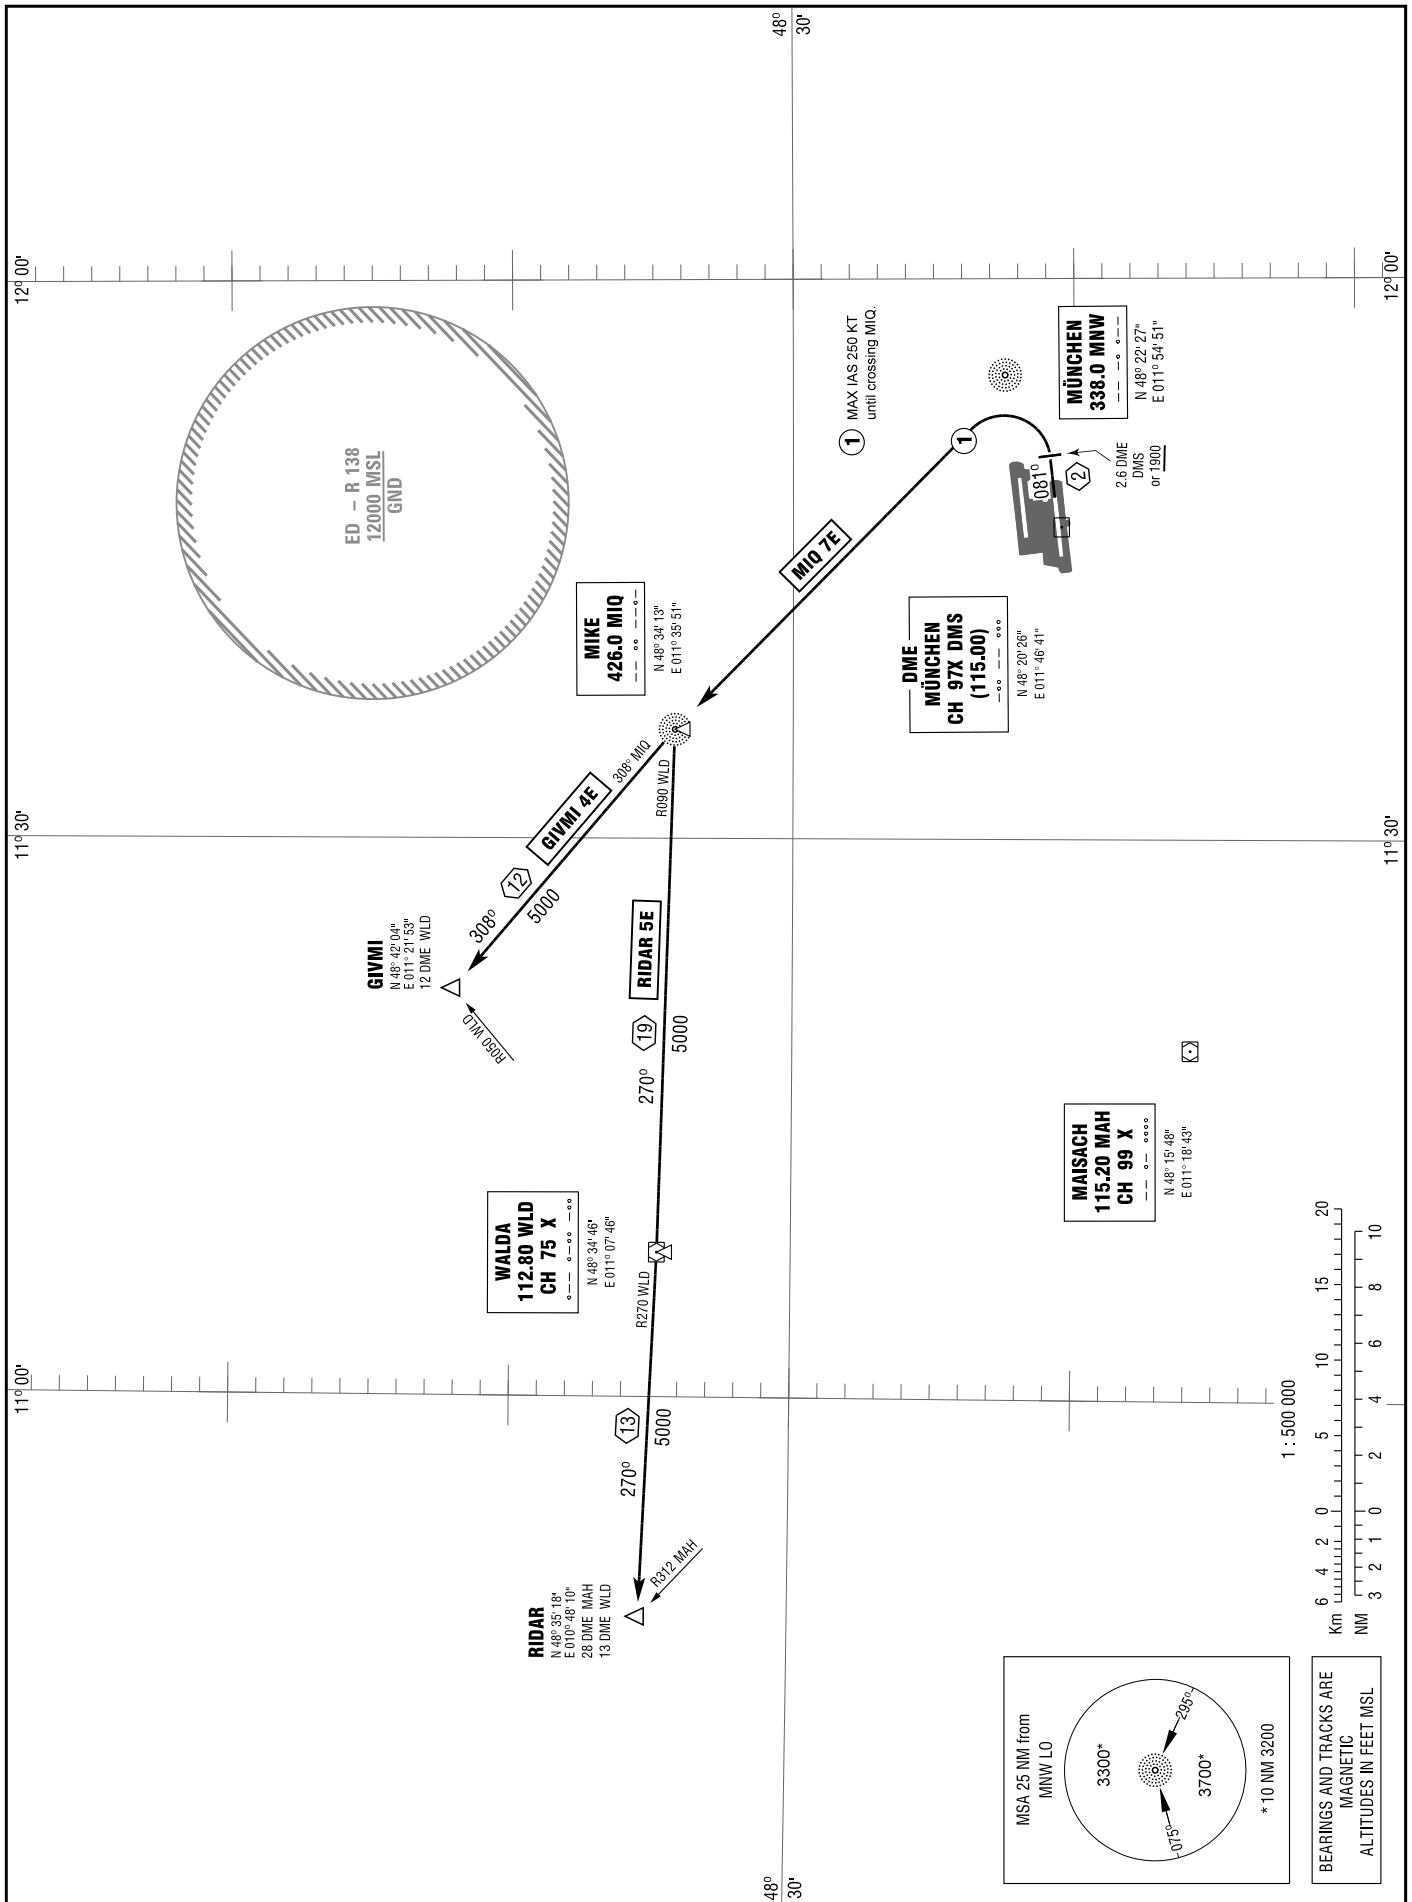 48°
30'
12° 00'
12° 00'
ED – R 138
12000 MSL
GND
1
MAX IAS 250 KT
until crossing MIQ.
MÜNCHEN
338.0 MNW
N 48° 22' 27"
E 011° 54' 51"
1
081°
2
2.6 DME
DMS
or 1900
MIQ 7E
MIKE
426.0 MIQ
N 48° 34' 13"
E 011° 35' 51"
DME
MÜNCHEN
CH 97X DMS
(115.00)
N 48° 20' 26"
E 011° 46' 41"
308° MIQ
R090 WLD
11° 30'
11° 30'
GIVMI 4E
12
5000
308°
GIVMI
N 48° 42' 04"
E 011° 21' 53"
12 DME WLD
R050 WLD
RIDAR 5E
19
5000
270°
WALDA
112.80 WLD
CH 75 X
N 48° 34' 46"
E 011° 07' 46"
R270 WLD
MAISACH
115.20 MAH
CH 99 X
N 48° 15' 48"
E 011° 18' 43"
11° 00'
13
5000
270°
RIDAR
N 48° 35' 18"
E 010° 48' 10"
28 DME MAH
13 DME WLD
R312 MAH
1 : 500 000
Km 6 4 2 0 5 10 15 20
NM 3 2 1 0 2 4 6 8 10
MSA 25 NM from
MNW LO
3300*
295°
075°
3700*
* 10 NM 3200
BEARINGS AND TRACKS ARE
MAGNETIC
ALTITUDES IN FEET MSL
48°
30'